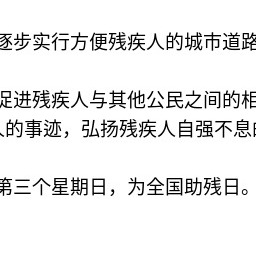 逐步实行方便残疾人的城市道路
促进残疾人与其他公民之间的相
人的事迹，弘扬残疾人自强不息的
第三个星期日，为全国助残日。